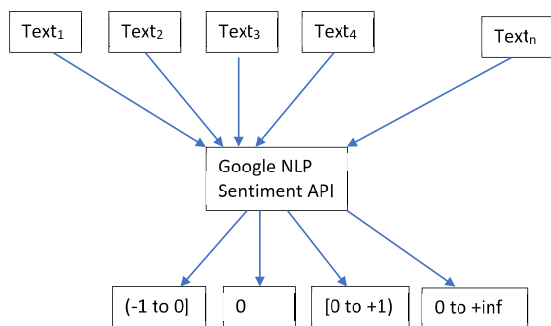 Text₁
Text₂
Text₃
Text₄
Textₙ
Google NLP
Sentiment API
(-1 to 0]
0
[0 to +1)
0 to +inf